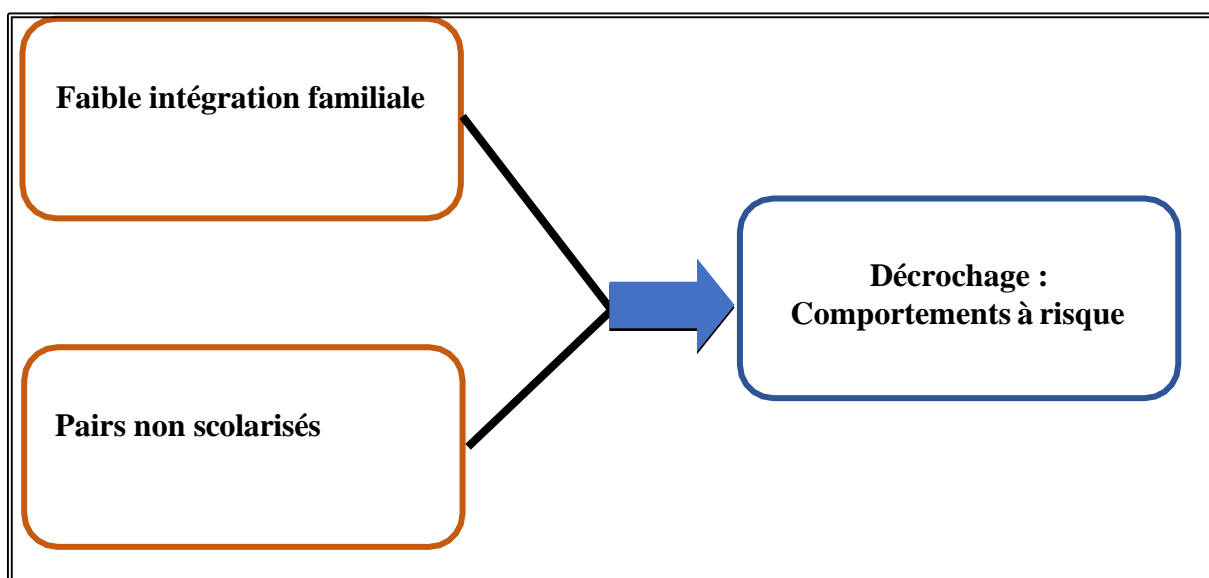 Faible intégration familiale
Pairs non scolarisés
Décrochage :
Comportements à risque